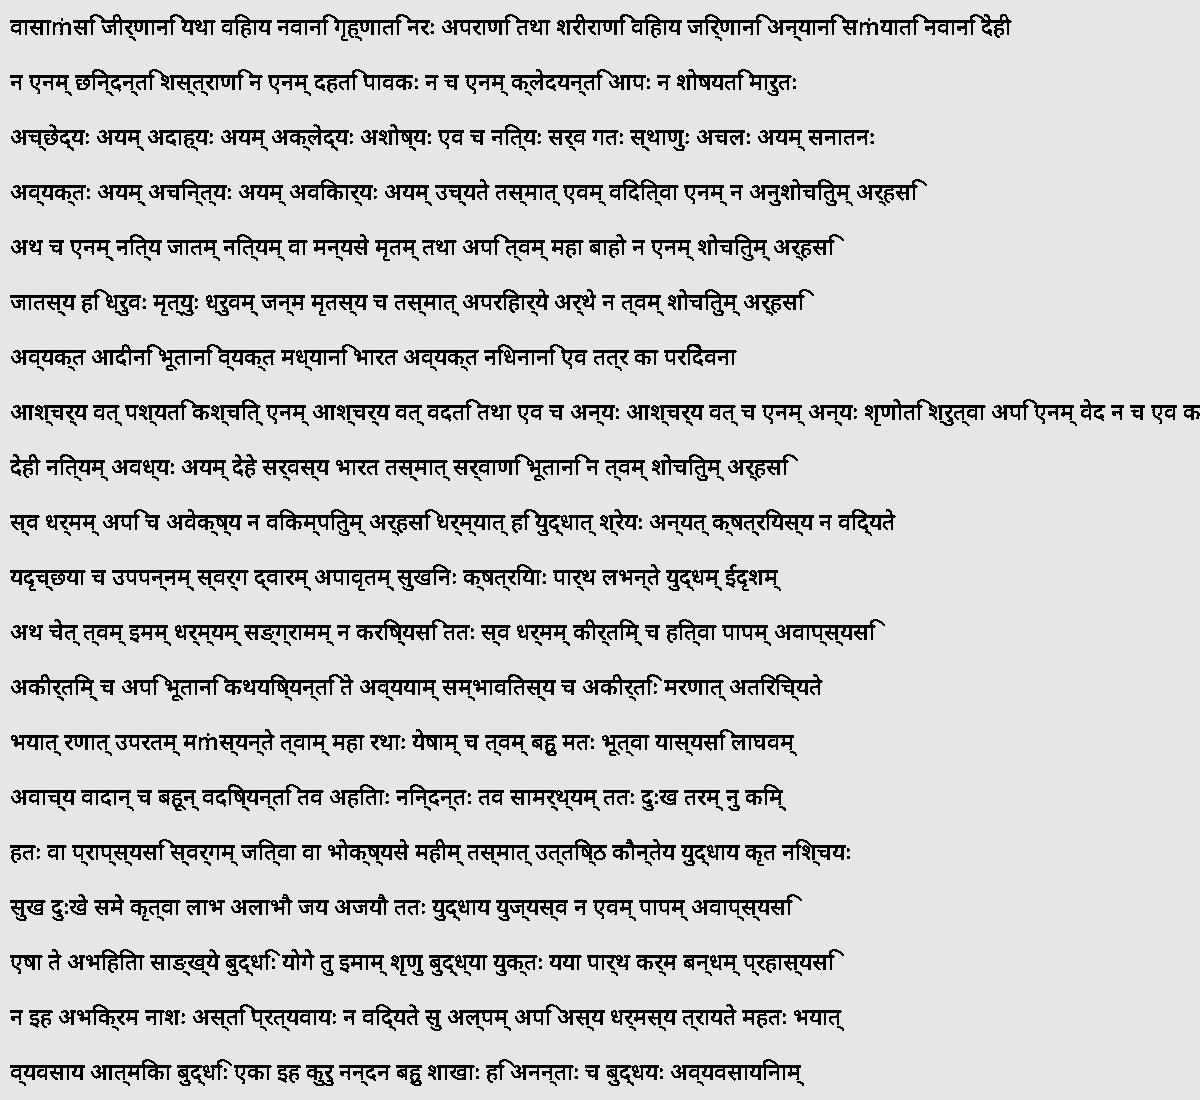 वासाṁसि जीर्णानि यथा विहाय नवानि गृह्णाति नरः अपराणि तथा शरीराणि विहाय जीर्णानि अन्यानि सṁयाति नवानि देही
न एनम् छिन्दन्ति शस्त्राणि न एनम् दहति पावकः न च एनम् क्लेदयन्ति आपः न शोषयति मारुतः
अच्छेद्यः अयम् अदाह्यः अयम् अक्लेद्यः अशोष्यः एव च नित्यः सर्व गतः स्थाणुः अचलः अयम् सनातनः
अव्यक्तः अयम् अचिन्त्यः अयम् अविकार्यः अयम् उच्यते तस्मात् एवम् विदित्वा एनम् न अनुशोचितुम् अर्हसि
अथ च एनम् नित्य जातम् नित्यम् वा मन्यसे मृतम् तथा अपि त्वम् महा बाहो न एनम् शोचितुम् अर्हसि
जातस्य हि ध्रुवः मृत्युः ध्रुवम् जन्म मृतस्य च तस्मात् अपरिहार्ये अर्थे न त्वम् शोचितुम् अर्हसि
अव्यक्त आदीनि भूतानि व्यक्त मध्यानि भारत अव्यक्त निधनानि एव तत्र का परिदेवना
आश्चर्य वत् पश्यति कश्चित् एनम् आश्चर्य वत् वदति तथा एव च अन्यः आश्चर्य वत् च एनम् अन्यः शृणोति श्रुत्वा अपि एनम् वेद न च एव
देही नित्यम् अवध्यः अयम् देहे सर्वस्य भारत तस्मात् सर्वाणि भूतानि न त्वम् शोचितुम् अर्हसि
स्व धर्मम् अपि च अवेक्ष्य न विकम्पितुम् अर्हसि धर्म्यात् हि युद्धात् श्रेयः अन्यत् क्षत्रियस्य न विद्यते
यदृच्छया च उपपन्नम् स्वर्ग द्वारम् अपावृतम् सुखिनः क्षत्रियाः पार्थ लभन्ते युद्धम् ईदृशम्
अथ चेत् त्वम् इमम् धर्म्यम् सङ्ग्रामम् न करिष्यसि ततः स्व धर्मम् कीर्तिम् च हित्वा पापम् अवाप्स्यसि
अकीर्तिम् च अपि भूतानि कथयिष्यन्ति ते अव्ययाम् सम्भावितस्य च अकीर्तिः मरणात् अतिरिच्यते
भयात् रणात् उपरतम् मṁस्यन्ते त्वाम् महा रथाः येषाम् च त्वम् बहु मतः भूत्वा यास्यसि लाघवम्
अवाच्य वादान् च बहून् वदिष्यन्ति तव अहिताः निन्दन्तः तव सामर्थ्यम् ततः दुःख तरम् नु किम्
हतः वा प्राप्स्यसि स्वर्गम् जित्वा वा भोक्ष्यसे महीम् तस्मात् उत्तिष्ठ कौन्तेय युद्धाय कृत निश्चयः
सुख दुःखे समे कृत्वा लाभ अलाभौ जय अजयौ ततः युद्धाय युज्यस्व न एवम् पापम् अवाप्स्यसि
एषा ते अभिहिता साङ्ख्ये बुद्धिः योगे तु इमाम् शृणु बुद्ध्या युक्तः यया पार्थ कर्म बन्धम् प्रहास्यसि
न इह अभिक्रम नाशः अस्ति प्रत्यवायः न विद्यते सु अल्पम् अपि अस्य धर्मस्य त्रायते महतः भयात्
व्यवसाय आत्मिका बुद्धिः एका इह कुरु नन्दन बहु शाखाः हि अनन्ताः च बुद्धयः अव्यवसायिनाम्